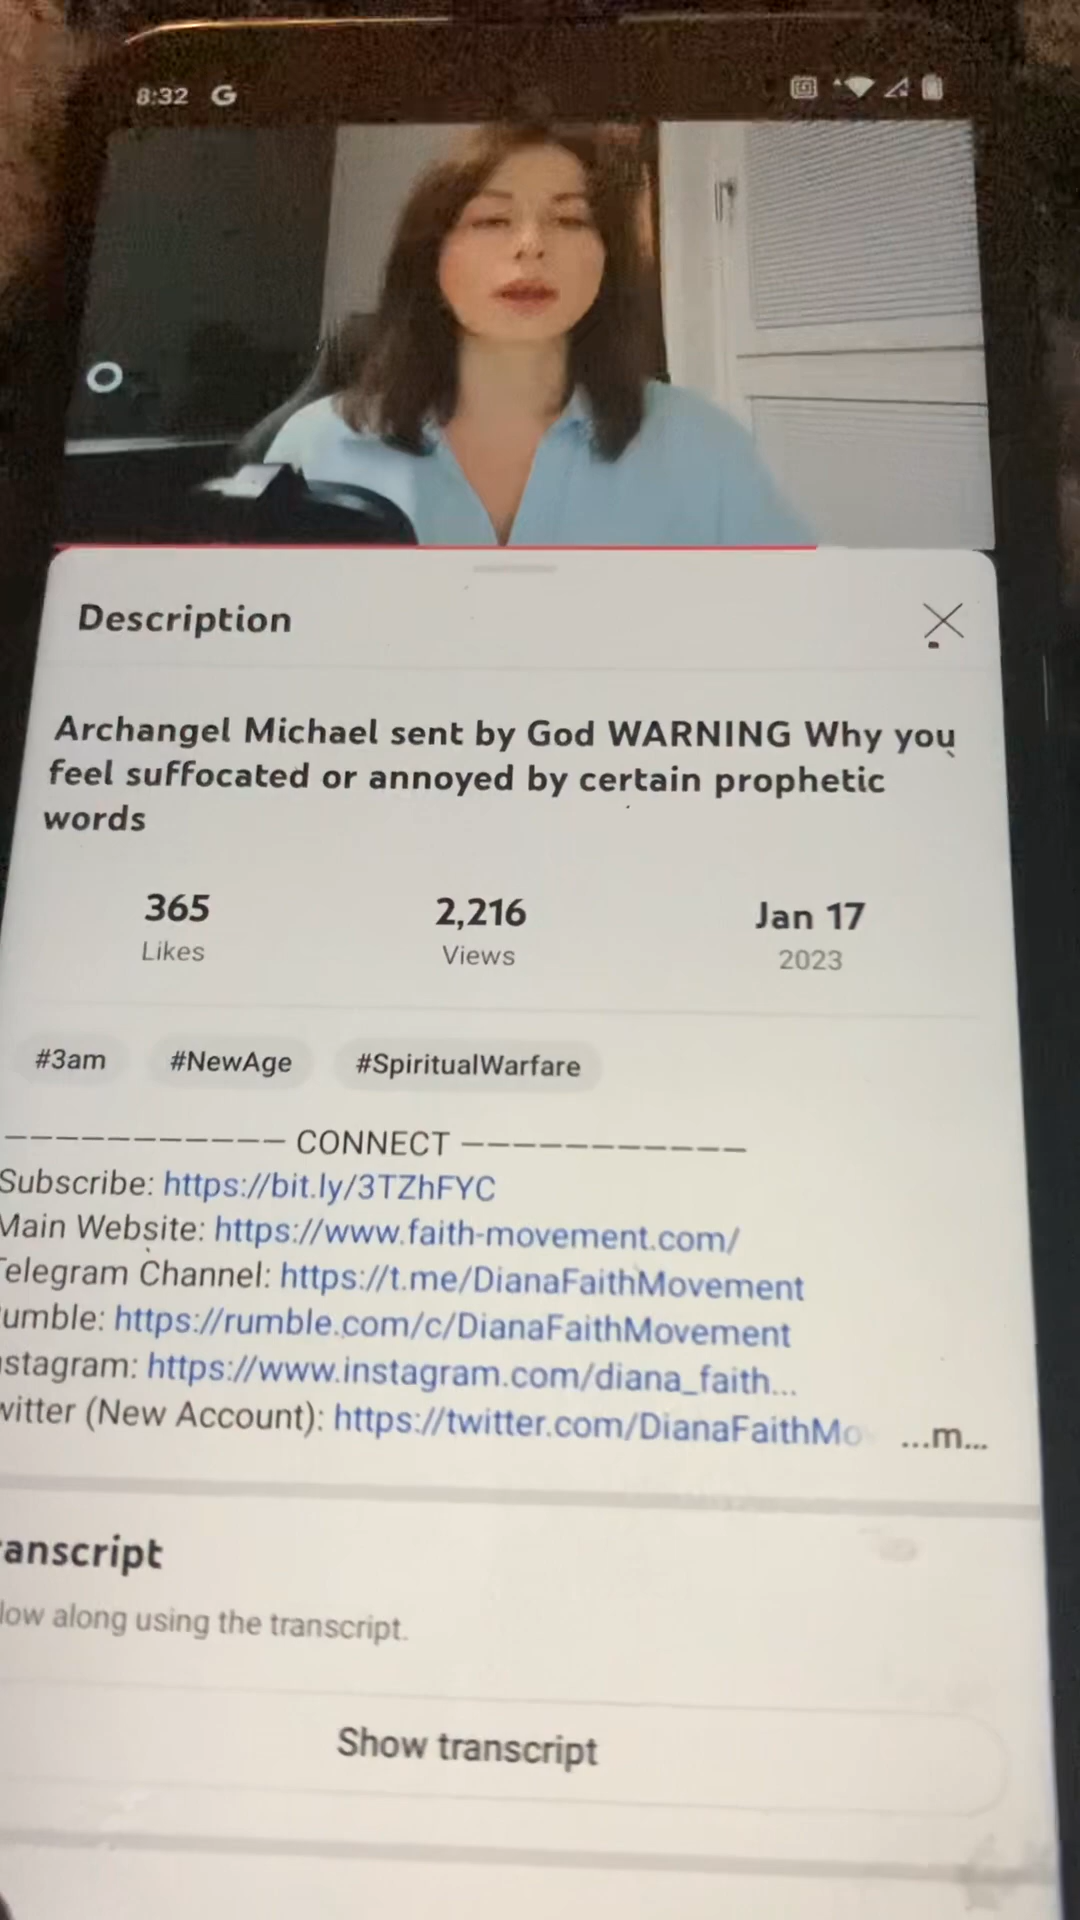 8:32 G
Description
Archangel Michael sent by God WARNING Why you
feel suffocated or annoyed by certain prophetic
words
365 2,216 Jan 17
Likes Views 2023
#3am #NewAge #SpiritualWarfare
----------- CONNECT -----------
Subscribe: https://bit.ly/3TZhFYC
Main Website: https://www.faith-movement.com/
elegram Channel: https://t.me/DianaFaithMovement
umble: https://rumble.com/c/DianaFaithMovement
stagram: https://www.instagram.com/diana_faith...
witter (New Account): https://twitter.com/DianaFaithMo ...m...
anscript
low along using the transcript.
Show transcript